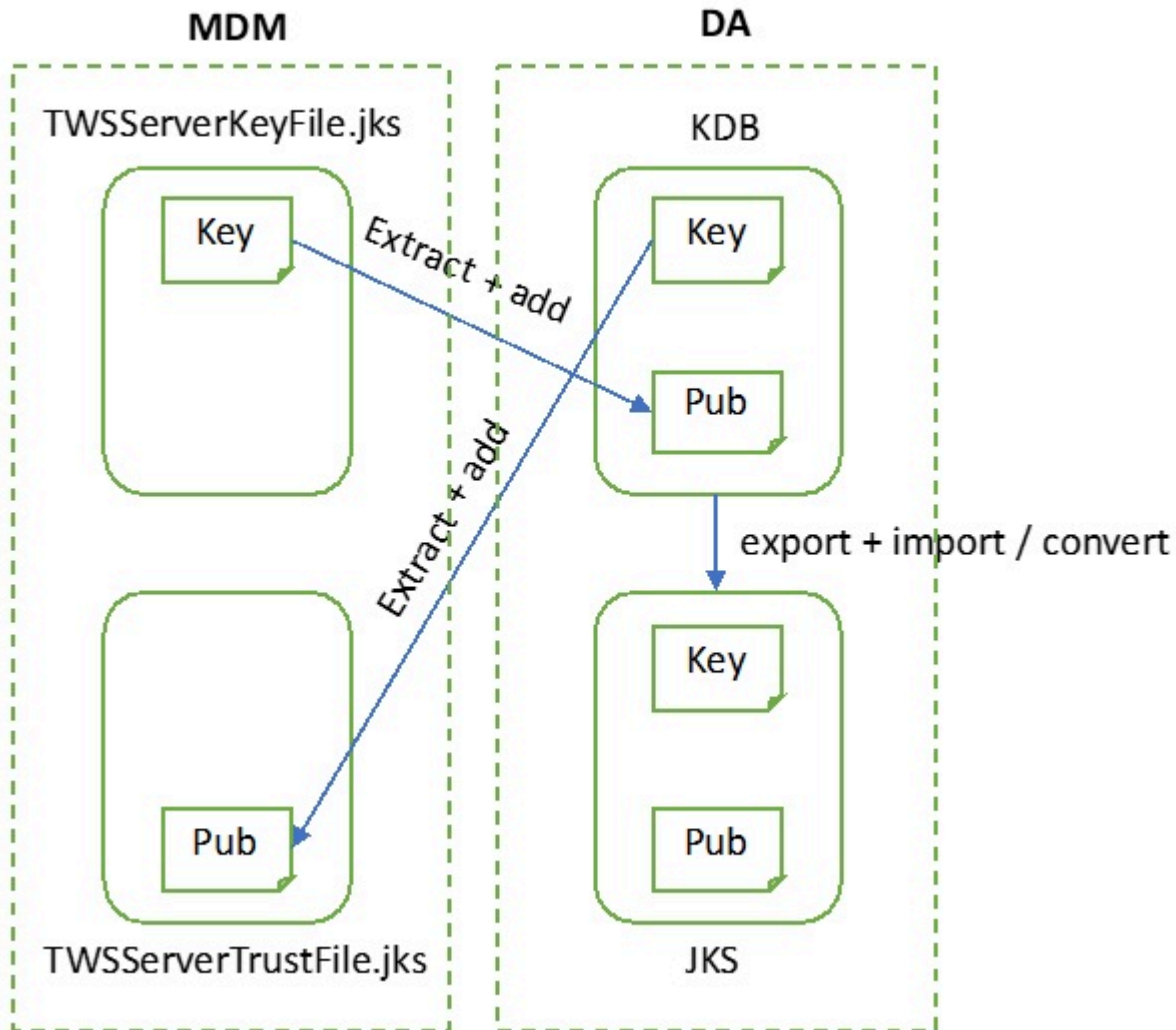 MDM
DA
TWSServerKeyFile.jks
KDB
Key
Extract + add
Key
Pub
Extract + add
export + import / convert
Key
Pub
Pub
TWSServerTrustFile.jks
JKS